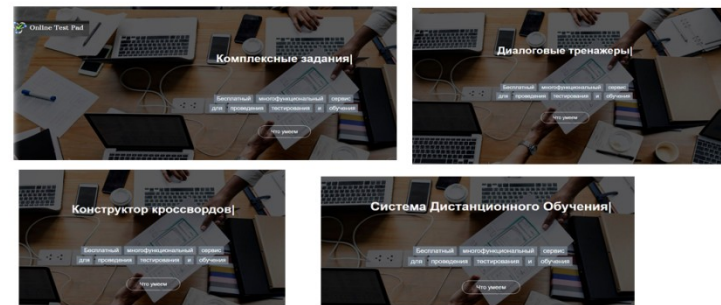 Online Test Pad
Комплексные задания|
Бесплатный многофункциональный сервис
для проведения тестирования и обучения
Что умеем
Диалоговые тренажеры|
Бесплатный многофункциональный сервис
для проведения тестирования и обучения
Что умеем
Конструктор кроссвордов|
Бесплатный многофункциональный сервис
для проведения тестирования и обучения
Что умеем
Система Дистанционного Обучения|
Бесплатный многофункциональный сервис
для проведения тестирования и обучения
Что умеем